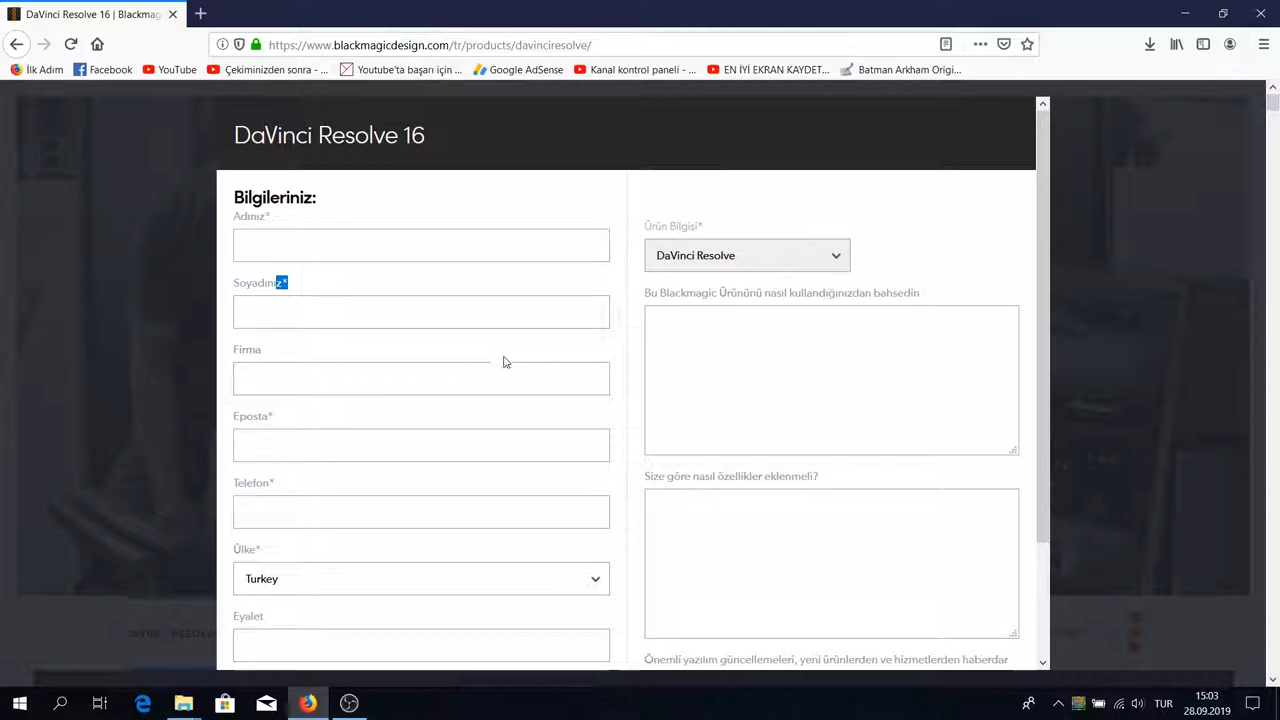 DaVinci Resolve 16 | Blackmag
https://www.blackmagicdesign.com/tr/products/davinciresolve/
İlk Adım
Facebook
YouTube
Çekiminizden sonra - ...
Youtube'ta başarı için ...
Google AdSense
Kanal kontrol paneli - ...
EN İYİ EKRAN KAYDET...
Batman Arkham Origi...
DaVinci Resolve 16
Bilgileriniz:
Adınız*
Soyadınız*
Firma
Eposta*
Telefon*
Ülke*
Turkey
Eyalet
Ürün Bilgisi*
DaVinci Resolve
Bu Blackmagic Ürününü nasıl kullandığınızdan bahsedin
Size göre nasıl özellikler eklenmeli?
Önemli yazılım güncellemeleri, yeni ürünlerden ve hizmetlerden haberdar
TUR
15:03
28.09.2019